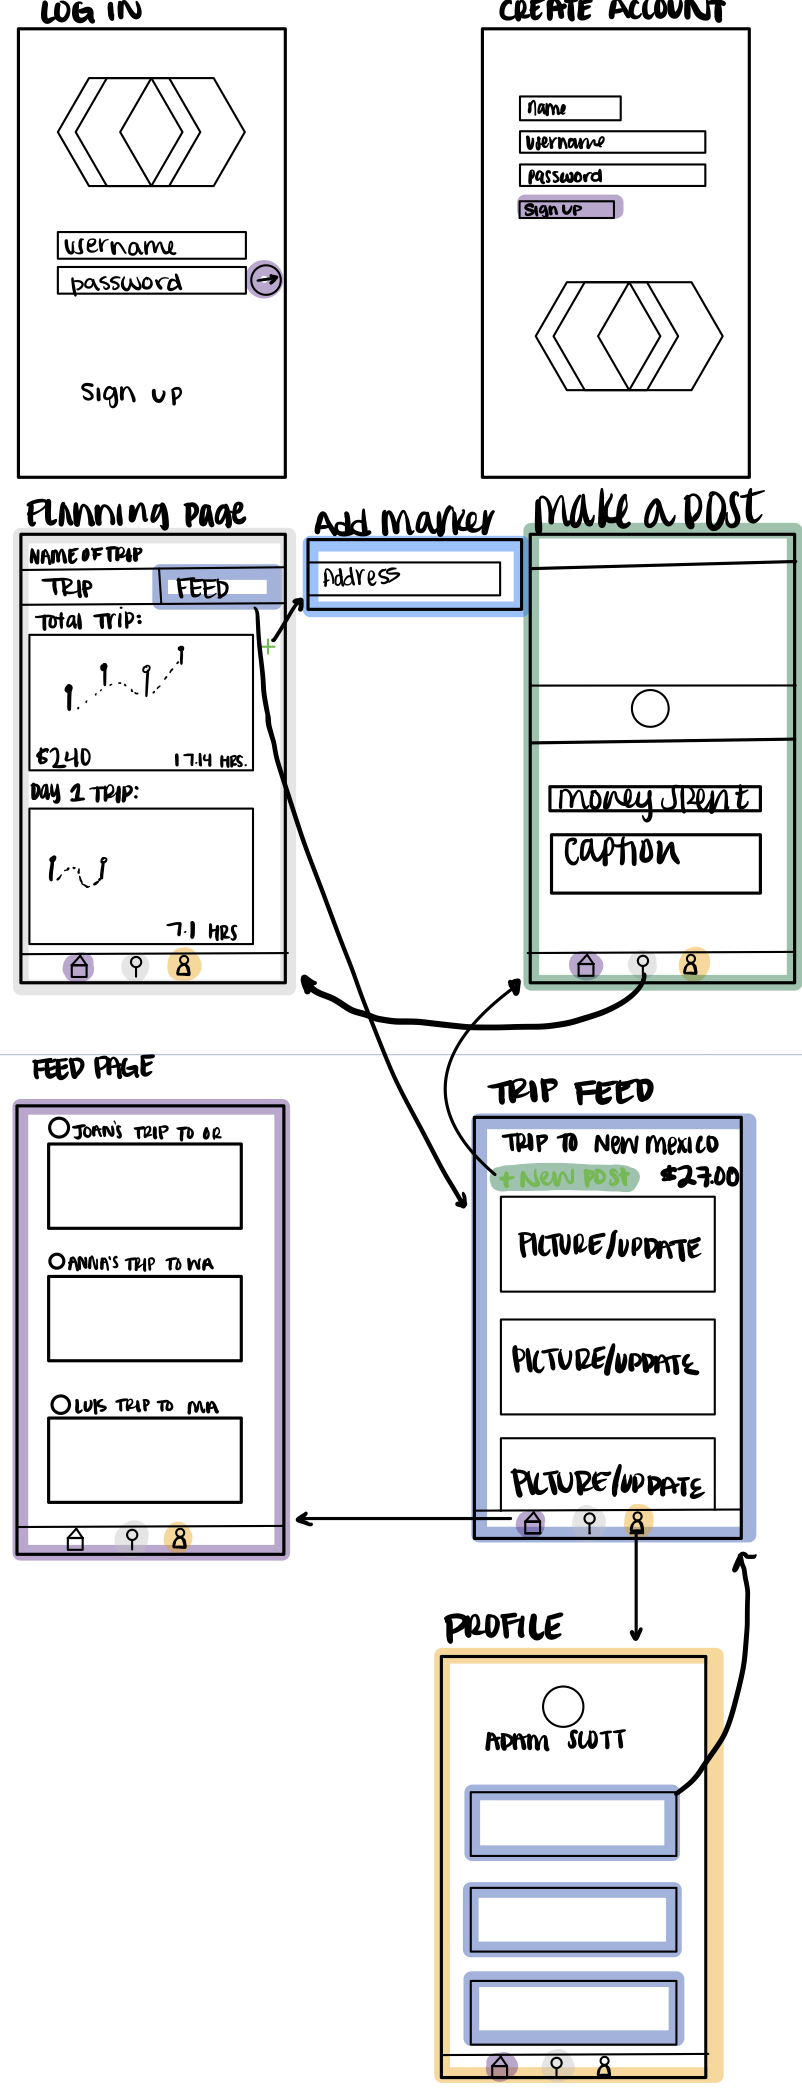 LOG IN
username
password
Sign up
CREATE ACCOUNT
name
username
password
Sign up
Planning page
NAME OF TRIP
TRIP
FEED
Total Trip:
+
$240
17.14 HRS.
Day 1 TRIP:
7.1 HRS
Add Marker
Address
Make a post
money spent
caption
FEED PAGE
JOAN'S TRIP TO OR
ANNA'S TRIP TO WA
LUIS TRIP TO MA
TRIP FEED
TRIP TO New mexico
+ New post
$27.00
PICTURE/UPDATE
PICTURE/UPDATE
PICTURE/UPDATE
PROFILE
ADAM SCOTT